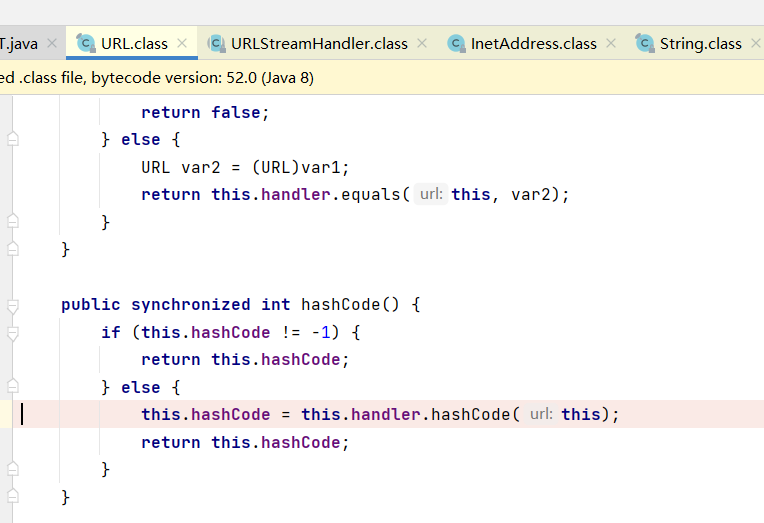 T.java URL.class URLStreamHandler.class InetAddress.class String.class
ed .class file, bytecode version: 52.0 (Java 8)
return false;
} else {
URL var2 = (URL)var1;
return this.handler.equals( url: this, var2);
}
}
public synchronized int hashCode() {
if (this.hashCode != -1) {
return this.hashCode;
} else {
this.hashCode = this.handler.hashCode( url: this);
return this.hashCode;
}
}